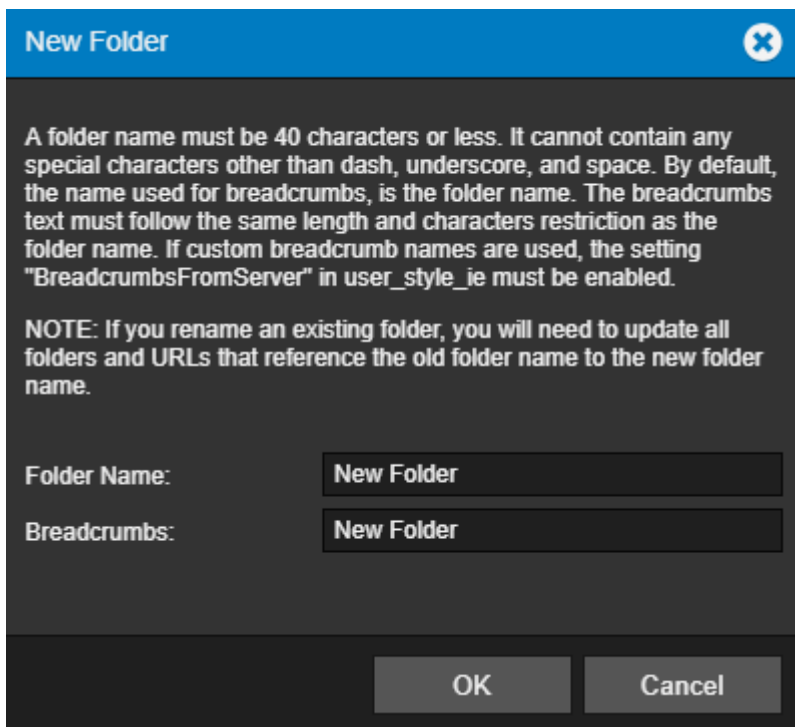 New Folder
A folder name must be 40 characters or less. It cannot contain any
special characters other than dash, underscore, and space. By default,
the name used for breadcrumbs, is the folder name. The breadcrumbs
text must follow the same length and characters restriction as the
folder name. If custom breadcrumb names are used, the setting
"BreadcrumbsFromServer" in user_style_ie must be enabled.
NOTE: If you rename an existing folder, you will need to update all
folders and URLs that reference the old folder name to the new folder
name.
Folder Name: New Folder
Breadcrumbs: New Folder
OK Cancel